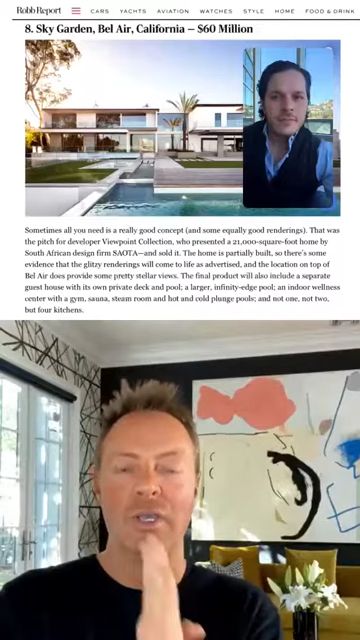 RobbReport
CARS YACHTS AVIATION WATCHES STYLE HOME FOOD & DRINK
8. Sky Garden, Bel Air, California — $60 Million
Sometimes all you need is a really good concept (and some equally good renderings). That was
the pitch for developer Viewpoint Collection, who presented a 21,000-square-foot home by
South African design firm SAOTA—and sold it. The home is partially built, so there's some
evidence that the glitzy renderings will come to life as advertised, and the location on top of
Bel Air does provide some pretty stellar views. The final product will also include a separate
guest house with its own private deck and pool; a larger, infinity-edge pool; an indoor wellness
center with a gym, sauna, steam room and hot and cold plunge pools; and not one, not two,
but four kitchens.